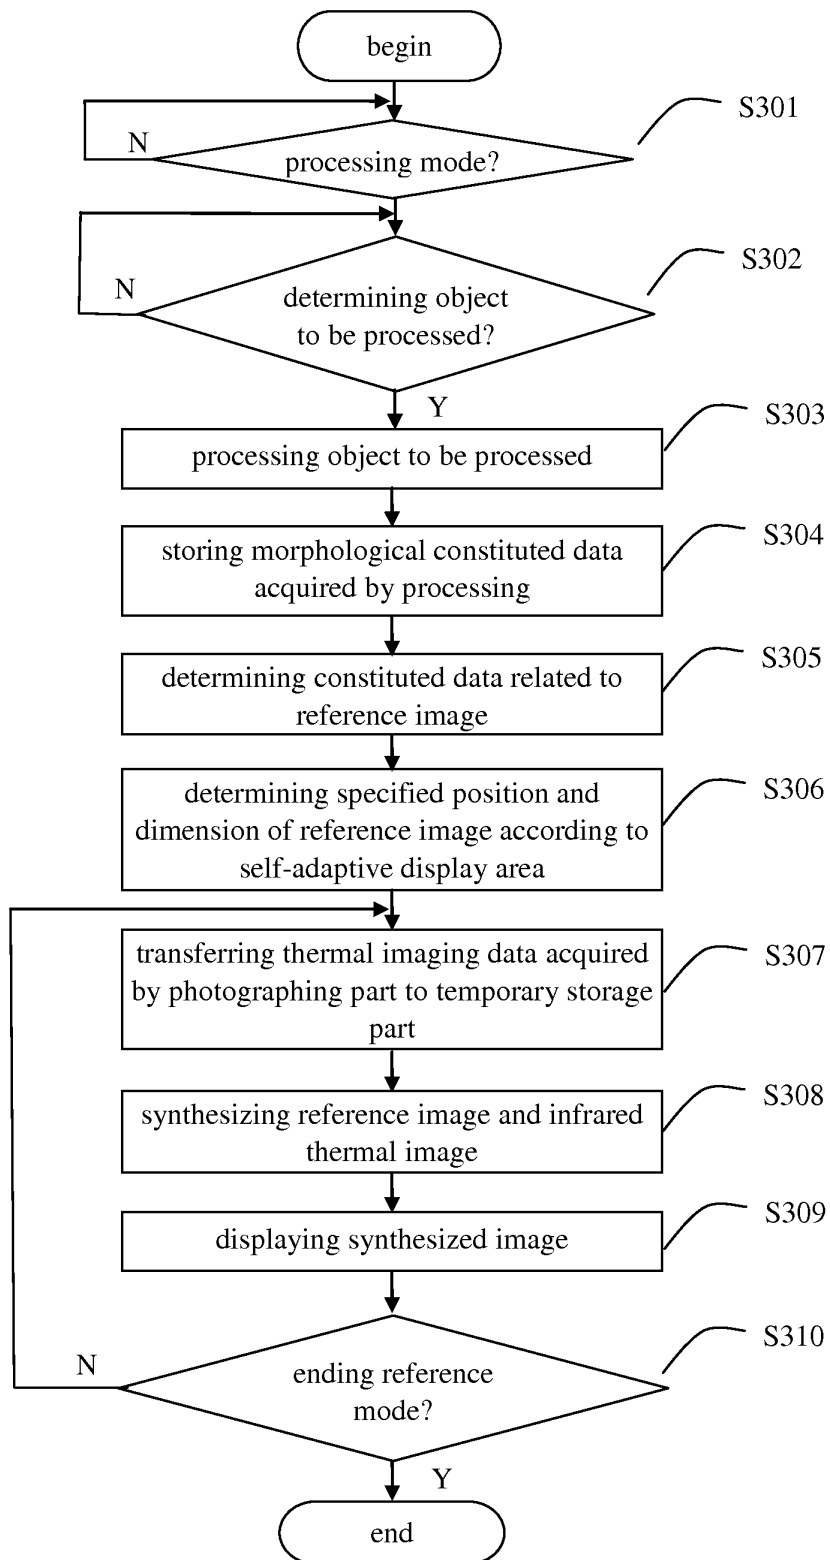 begin
S301
N
processing mode?
S302
N
determining object
to be processed?
Y
S303
processing object to be processed
S304
storing morphological constituted data
acquired by processing
S305
determining constituted data related to
reference image
S306
determining specified position and
dimension of reference image according to
self-adaptive display area
S307
transferring thermal imaging data acquired
by photographing part to temporary storage
part
S308
synthesizing reference image and infrared
thermal image
S309
displaying synthesized image
S310
N
ending reference
mode?
Y
end